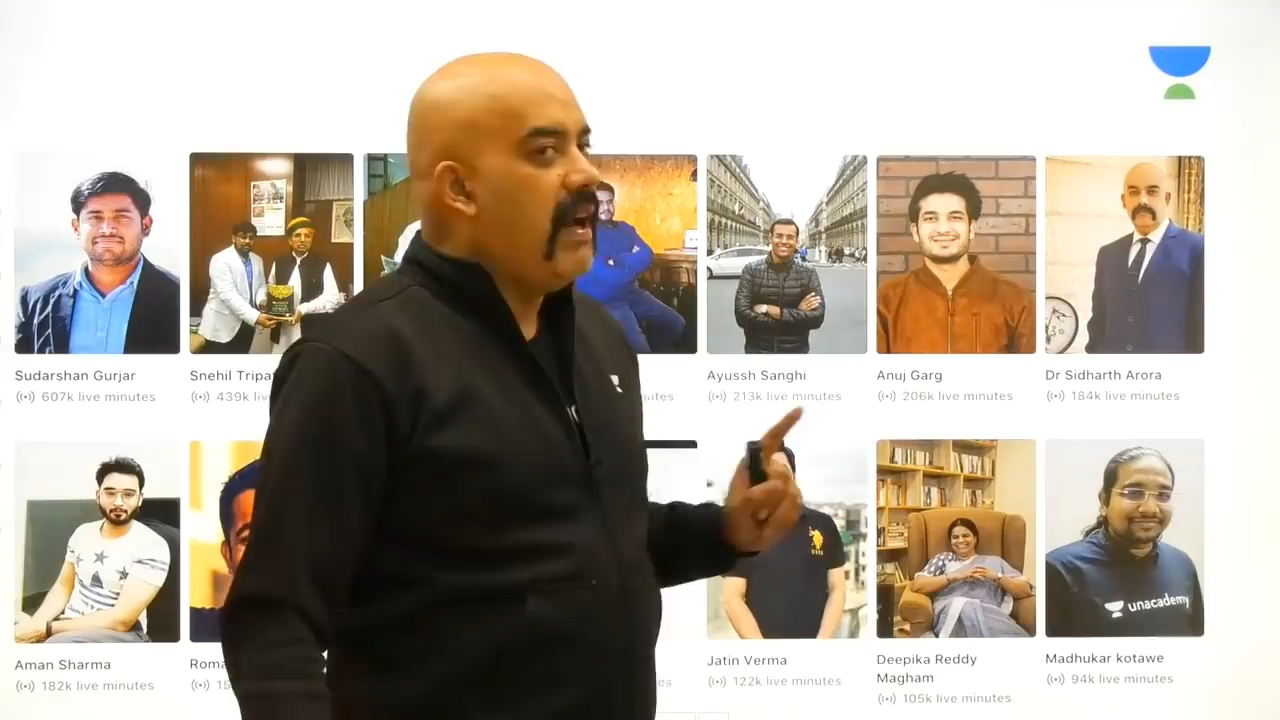 Sudarshan Gurjar
607k live minutes
Snehil
439k
Ayussh Sanghi
213k live minutes
Anuj Garg
206k live minutes
Dr Sidharth Arora
184k live minutes
Aman Sharma
182k live minutes
Jatin Verma
122k live minutes
Deepika Reddy
Magham
105k live minutes
Madhukar kotawe
94k live minutes
unacademy